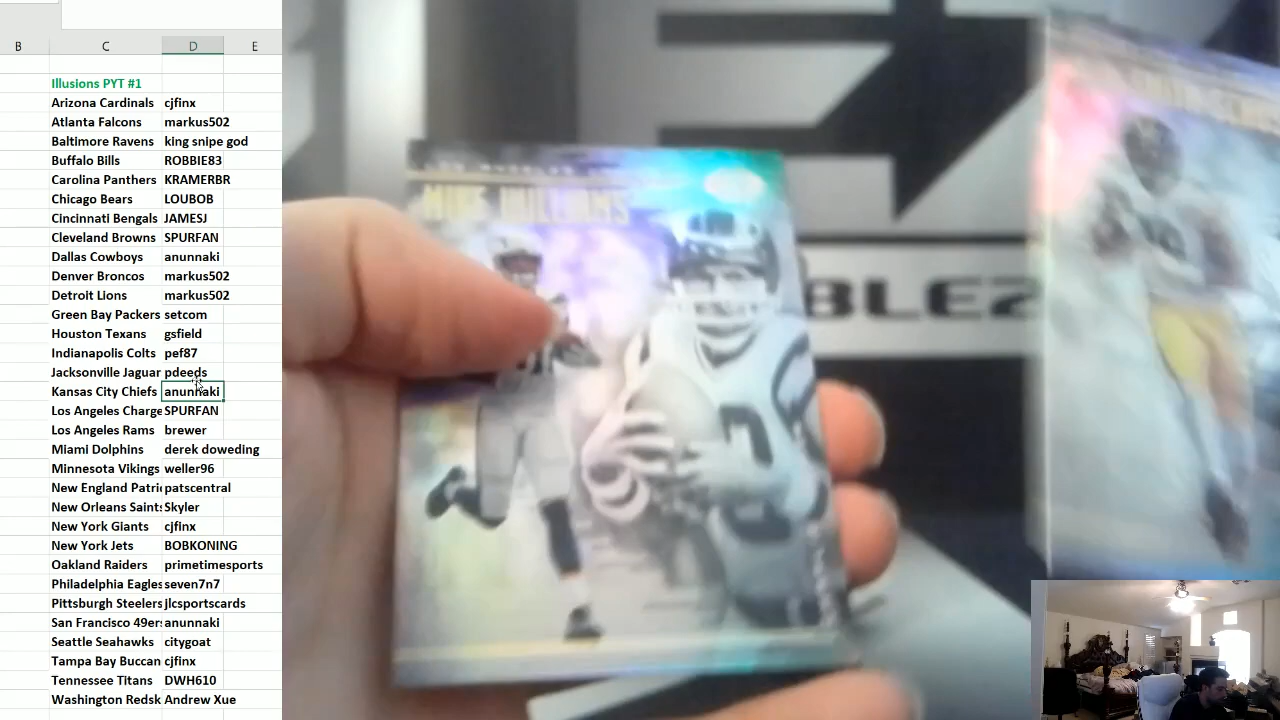 B C D E
Illusions PYT #1
Arizona Cardinals cjfinx
Atlanta Falcons markus502
Baltimore Ravens king snipe god
Buffalo Bills ROBBIE83
Carolina Panthers KRAMERBR
Chicago Bears LOUBOB
Cincinnati Bengals JAMESJ
Cleveland Browns SPURFAN
Dallas Cowboys anunnaki
Denver Broncos markus502
Detroit Lions markus502
Green Bay Packers setcom
Houston Texans gsfield
Indianapolis Colts pef87
Jacksonville Jaguar pdeeds
Kansas City Chiefs anunnaki
Los Angeles Charge SPURFAN
Los Angeles Rams brewer
Miami Dolphins derek doweding
Minnesota Vikings weller96
New England Patri patscentral
New Orleans Saints Skyler
New York Giants cjfinx
New York Jets BOBKONING
Oakland Raiders primetimesports
Philadelphia Eagles seven7n7
Pittsburgh Steelers jlcsportscards
San Francisco 49ers anunnaki
Seattle Seahawks citygoat
Tampa Bay Buccan cjfinx
Tennessee Titans DWH610
Washington Redsk Andrew Xue
MIKE WILLIAMS